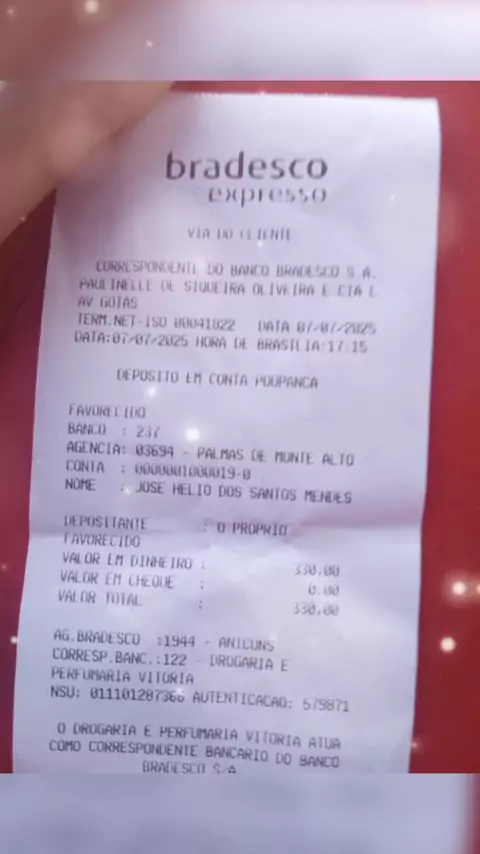 bradesco
expresso
VIA DO CLIENTE
CORRESPONDENTE DO BANCO BRADESCO S.A.
PAULINELLE DE SIQUEIRA OLIVEIRA E CIA L
AV GOIAS
TERM.NET-ISO 00041822 DATA 07/07/2025
DATA:07/07/2025 HORA DE BRASILIA:17:15
DEPOSITO EM CONTA POUPANCA
FAVORECIDO
BANCO : 237
AGENCIA: 03694 - PALMAS DE MONTE ALTO
CONTA : 0000001000019-0
NOME : JOSE HELIO DOS SANTOS MENDES
DEPOSITANTE : O PROPRIO
FAVORECIDO
VALOR EM DINHEIRO : 330,00
VALOR EM CHEQUE : 0,00
VALOR TOTAL : 330,00
AG.BRADESCO :1944 - ANICUNS
CORRESP.BANC.:122 - DROGARIA E
PERFUMARIA VITORIA
NSU: 011101287366 AUTENTICACAO: 579871
O DROGARIA E PERFUMARIA VITORIA ATUA
COMO CORRESPONDENTE BANCARIO DO BANCO
BRADESCO S/A